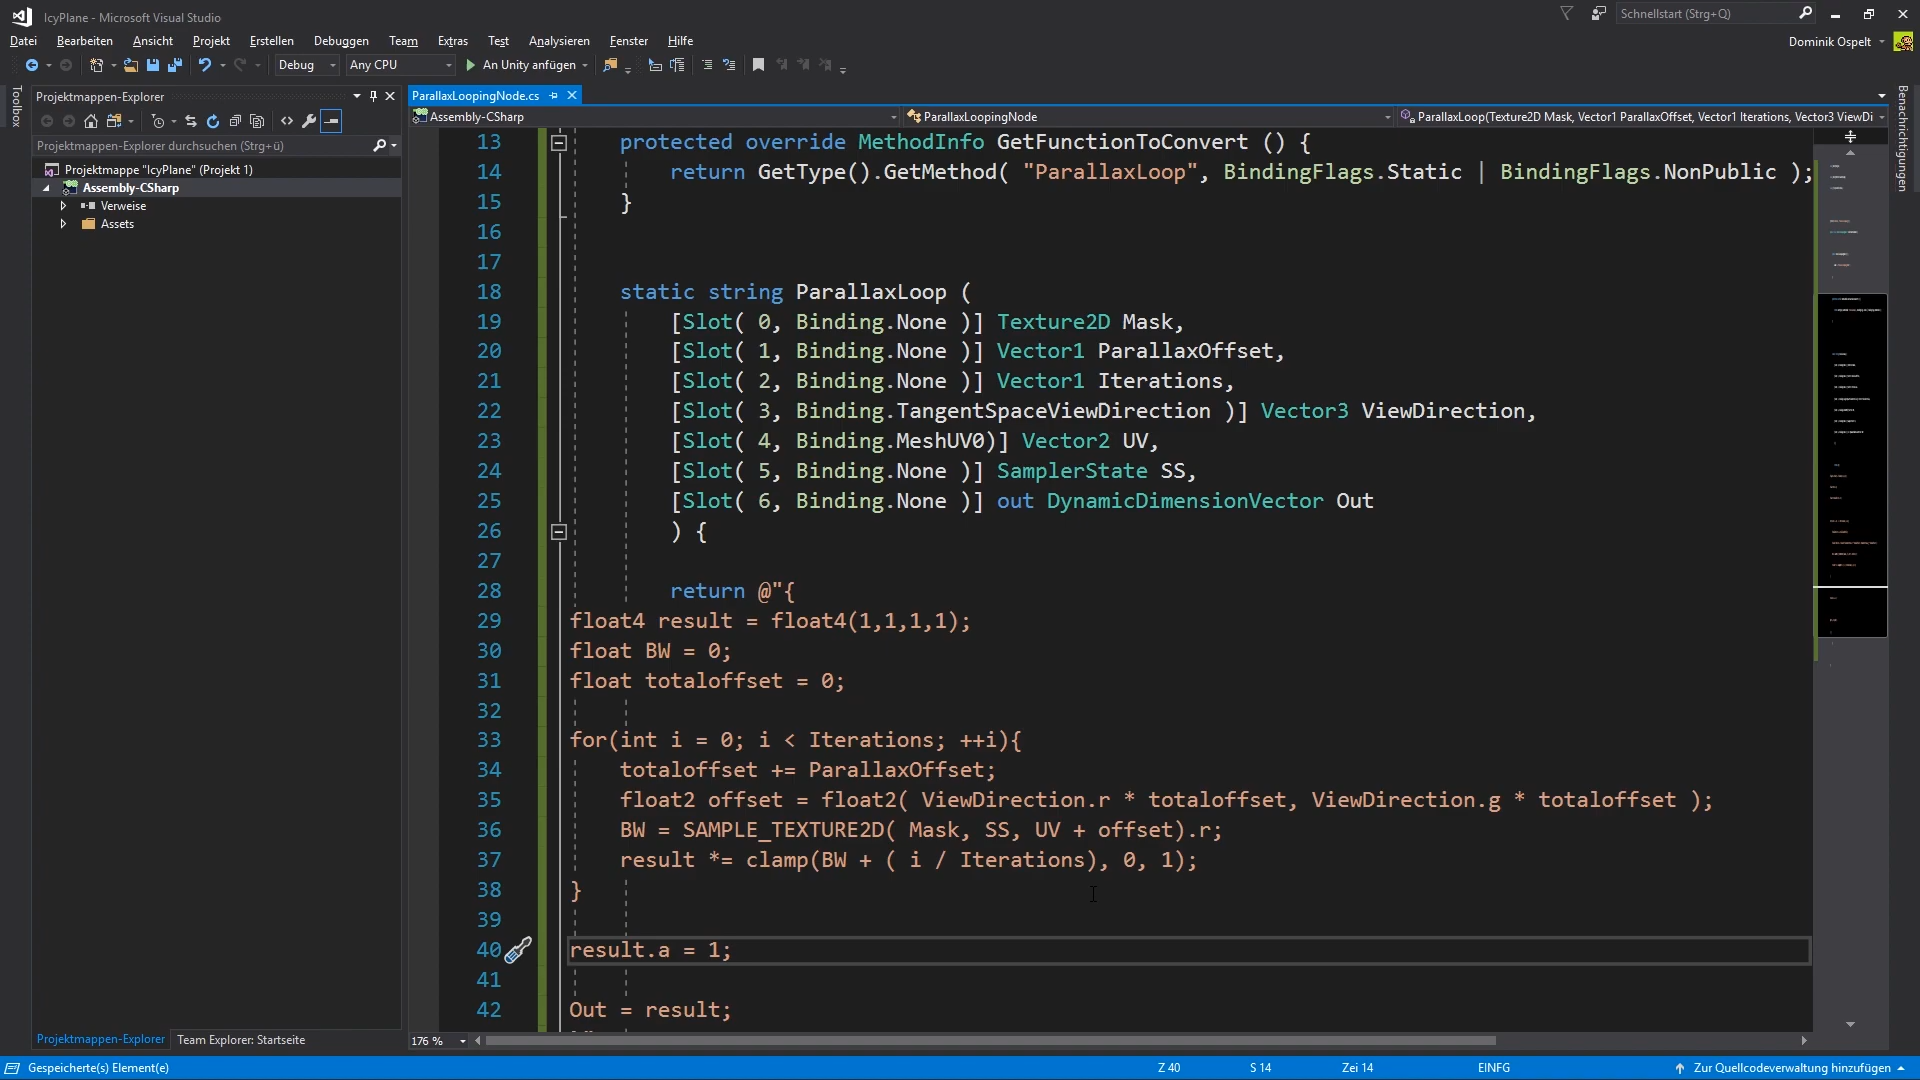 IcyPlane - Microsoft Visual Studio
Schnellstart (Strg+Q)
Datei Bearbeiten Ansicht Projekt Erstellen Debuggen Team Extras Test Analysieren Fenster Hilfe
Dominik Ospelt
Debug Any CPU An Unity anfügen
Toolbox
Projektmappen-Explorer
Projektmappen-Explorer durchsuchen (Strg+ü)
Projektmappe "IcyPlane" (Projekt 1)
Assembly-CSharp
Verweise
Assets
ParallaxLoopingNode.cs
Assembly-CSharp
ParallaxLoopingNode
ParallaxLoop(Texture2D Mask, Vector1 ParallaxOffset, Vector1 Iterations, Vector3 ViewDi
Benachrichtigungen
13 protected override MethodInfo GetFunctionToConvert () {
14 return GetType().GetMethod( "ParallaxLoop", BindingFlags.Static | BindingFlags.NonPublic );
15 }
16
17
18 static string ParallaxLoop (
19 [Slot( 0, Binding.None )] Texture2D Mask,
20 [Slot( 1, Binding.None )] Vector1 ParallaxOffset,
21 [Slot( 2, Binding.None )] Vector1 Iterations,
22 [Slot( 3, Binding.TangentSpaceViewDirection )] Vector3 ViewDirection,
23 [Slot( 4, Binding.MeshUV0)] Vector2 UV,
24 [Slot( 5, Binding.None )] SamplerState SS,
25 [Slot( 6, Binding.None )] out DynamicDimensionVector Out
26 ) {
27
28 return @"{
29 float4 result = float4(1,1,1,1);
30 float BW = 0;
31 float totaloffset = 0;
32
33 for(int i = 0; i < Iterations; ++i){
34 totaloffset += ParallaxOffset;
35 float2 offset = float2( ViewDirection.r * totaloffset, ViewDirection.g * totaloffset );
36 BW = SAMPLE_TEXTURE2D( Mask, SS, UV + offset).r;
37 result *= clamp(BW + ( i / Iterations), 0, 1);
38 }
39
40 result.a = 1;
41
42 Out = result;
176 %
Projektmappen-Explorer Team Explorer: Startseite
Gespeicherte(s) Element(e)
Z 40 S 14 Zei 14 EINFG
Zur Quellcodeverwaltung hinzufügen